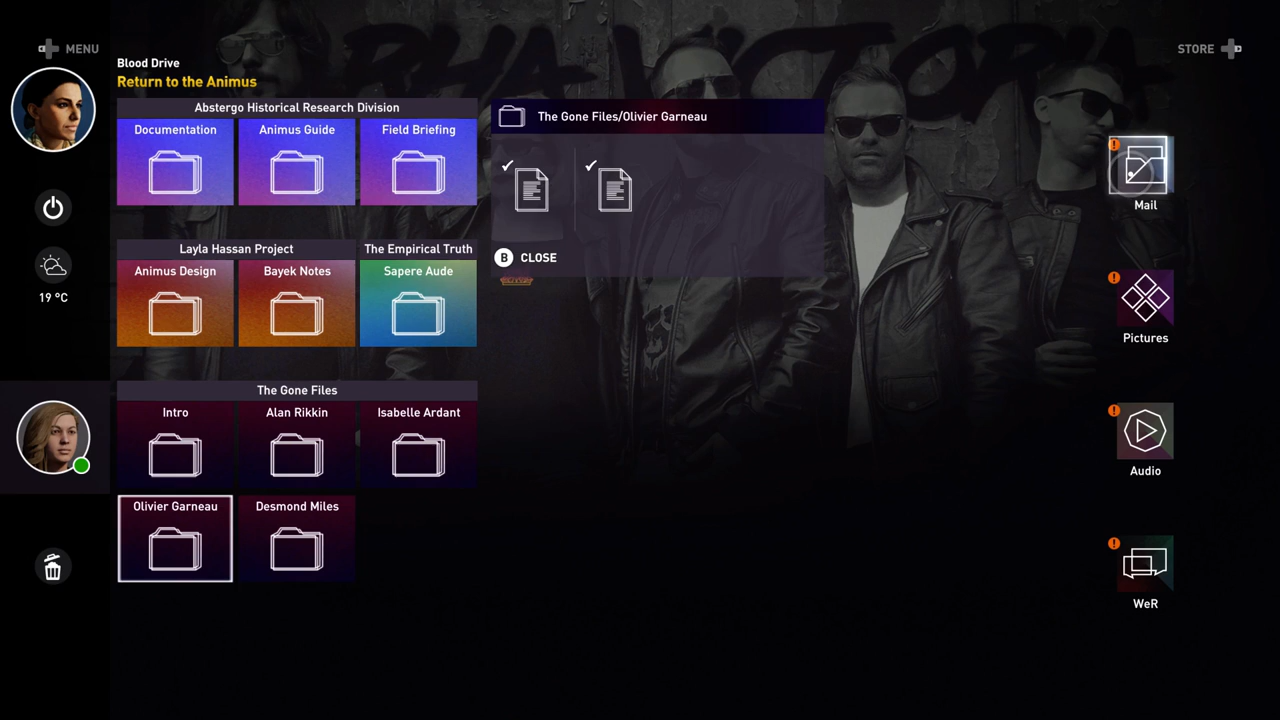 MENU
STORE
Blood Drive
Return to the Animus
Abstergo Historical Research Division
Documentation
Animus Guide
Field Briefing
Layla Hassan Project
The Empirical Truth
Animus Design
Bayek Notes
Sapere Aude
The Gone Files
Intro
Alan Rikkin
Isabelle Ardant
Olivier Garneau
Desmond Miles
The Gone Files/Olivier Garneau
B CLOSE
19 °C
Mail
Pictures
Audio
WeR